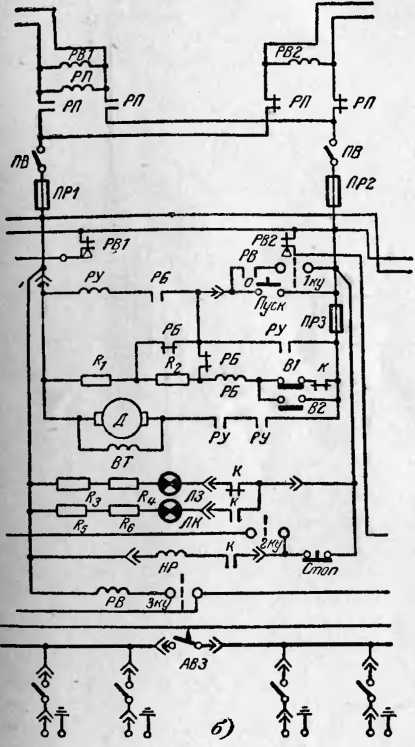 РВ1 РВ2
РП
РП РП РП РП
ПВ ПВ
ПР1 ПР2
РВ1 РВ2 РВ 1КУ
О
РУ РБ Пуск
ПР3
РБ РУ
РБ
R1 R2 РБ В1 К
В2
Д РУ РУ
ВТ
К
R3 R4 ЛЗ
R5 R6 ЛК К
К 2КУ
НР Стоп
РВ 3КУ
АВЗ
б)